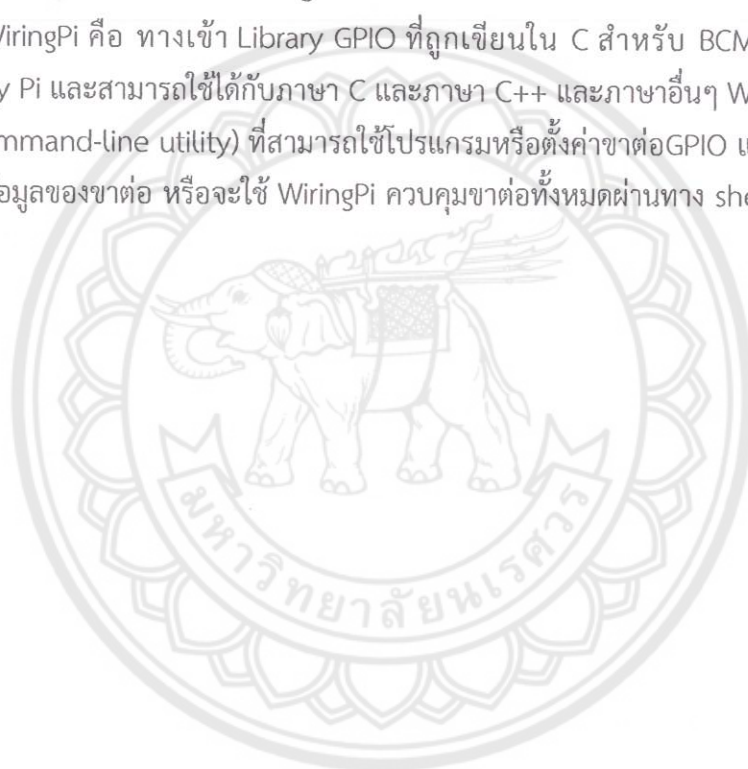 WiringPi คือ ทางเข้า Library GPIO ที่ถูกเขียนใน C สำหรับ BCM
Pi และสามารถใช้ได้กับภาษา C และภาษา C++ และภาษาอื่นๆ
mmand-line utility) ที่สามารถใช้โปรแกรมหรือตั้งค่าขาต่อGPIO
อมูลของขาต่อ หรือจะใช้ WiringPi ควบคุมขาต่อทั้งหมดผ่านทาง she
มหาวิทยาลัยนเรศวร